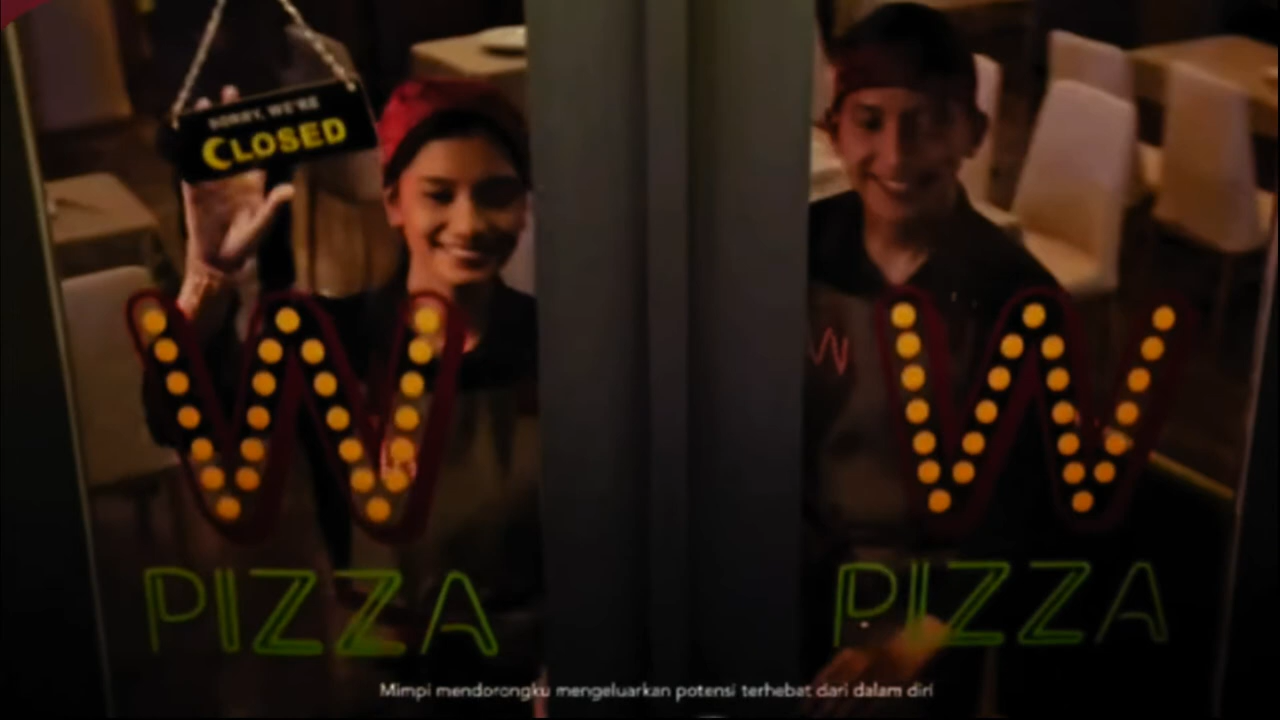 SORRY, WE'RE
CLOSED
W
W
W
PIZZA
PIZZA
Mimpi mendorongku mengeluarkan potensi terhebat dari dalam diri